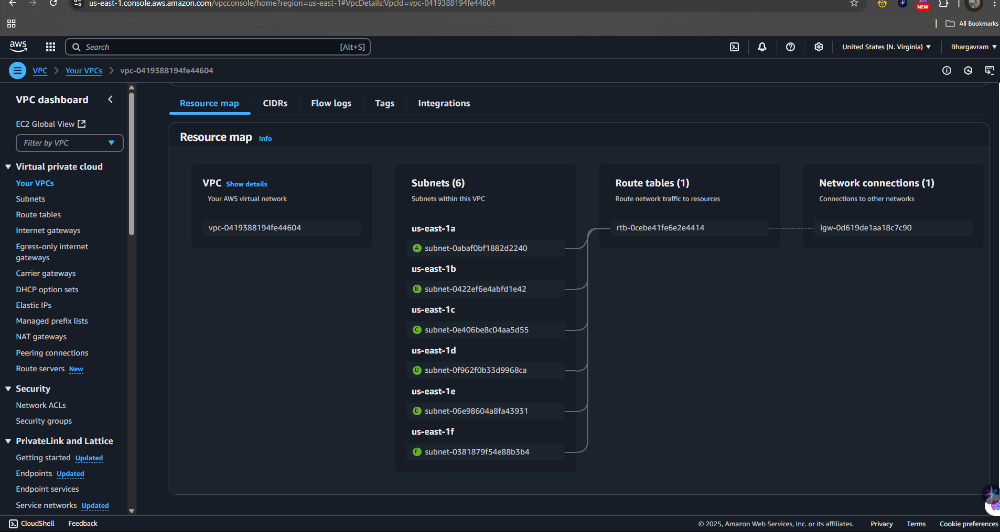 us-east-1.console.aws.amazon.com/vpcconsole/home?region=us-east-1#VpcDetails:VpcId=vpc-0419388194fe44604
NEW
All Bookmarks
aws
Search
[Alt+S]
United States (N. Virginia)
Bhargavram
VPC
Your VPCs
vpc-0419388194fe44604
VPC dashboard
EC2 Global View
Filter by VPC
Virtual private cloud
Your VPCs
Subnets
Route tables
Internet gateways
Egress-only internet
gateways
Carrier gateways
DHCP option sets
Elastic IPs
Managed prefix lists
NAT gateways
Peering connections
Route servers New
Security
Network ACLs
Security groups
PrivateLink and Lattice
Getting started Updated
Endpoints Updated
Endpoint services
Service networks Updated
Resource map
CIDRs
Flow logs
Tags
Integrations
Resource map Info
VPC Show details
Your AWS virtual network
vpc-0419388194fe44604
Subnets (6)
Subnets within this VPC
us-east-1a
A subnet-0abaf0bf1882d2240
us-east-1b
B subnet-0422ef6e4abfd1e42
us-east-1c
C subnet-0e406be8c04aa5d55
us-east-1d
D subnet-0f962f0b33d9968ca
us-east-1e
E subnet-06e98604a8fa43931
us-east-1f
F subnet-0381879f54e88b3b4
Route tables (1)
Route network traffic to resources
rtb-0cebe41fe6e2e4414
Network connections (1)
Connections to other networks
igw-0d619de1aa18c7c90
CloudShell
Feedback
© 2025, Amazon Web Services, Inc. or its affiliates.
Privacy
Terms
Cookie preferences